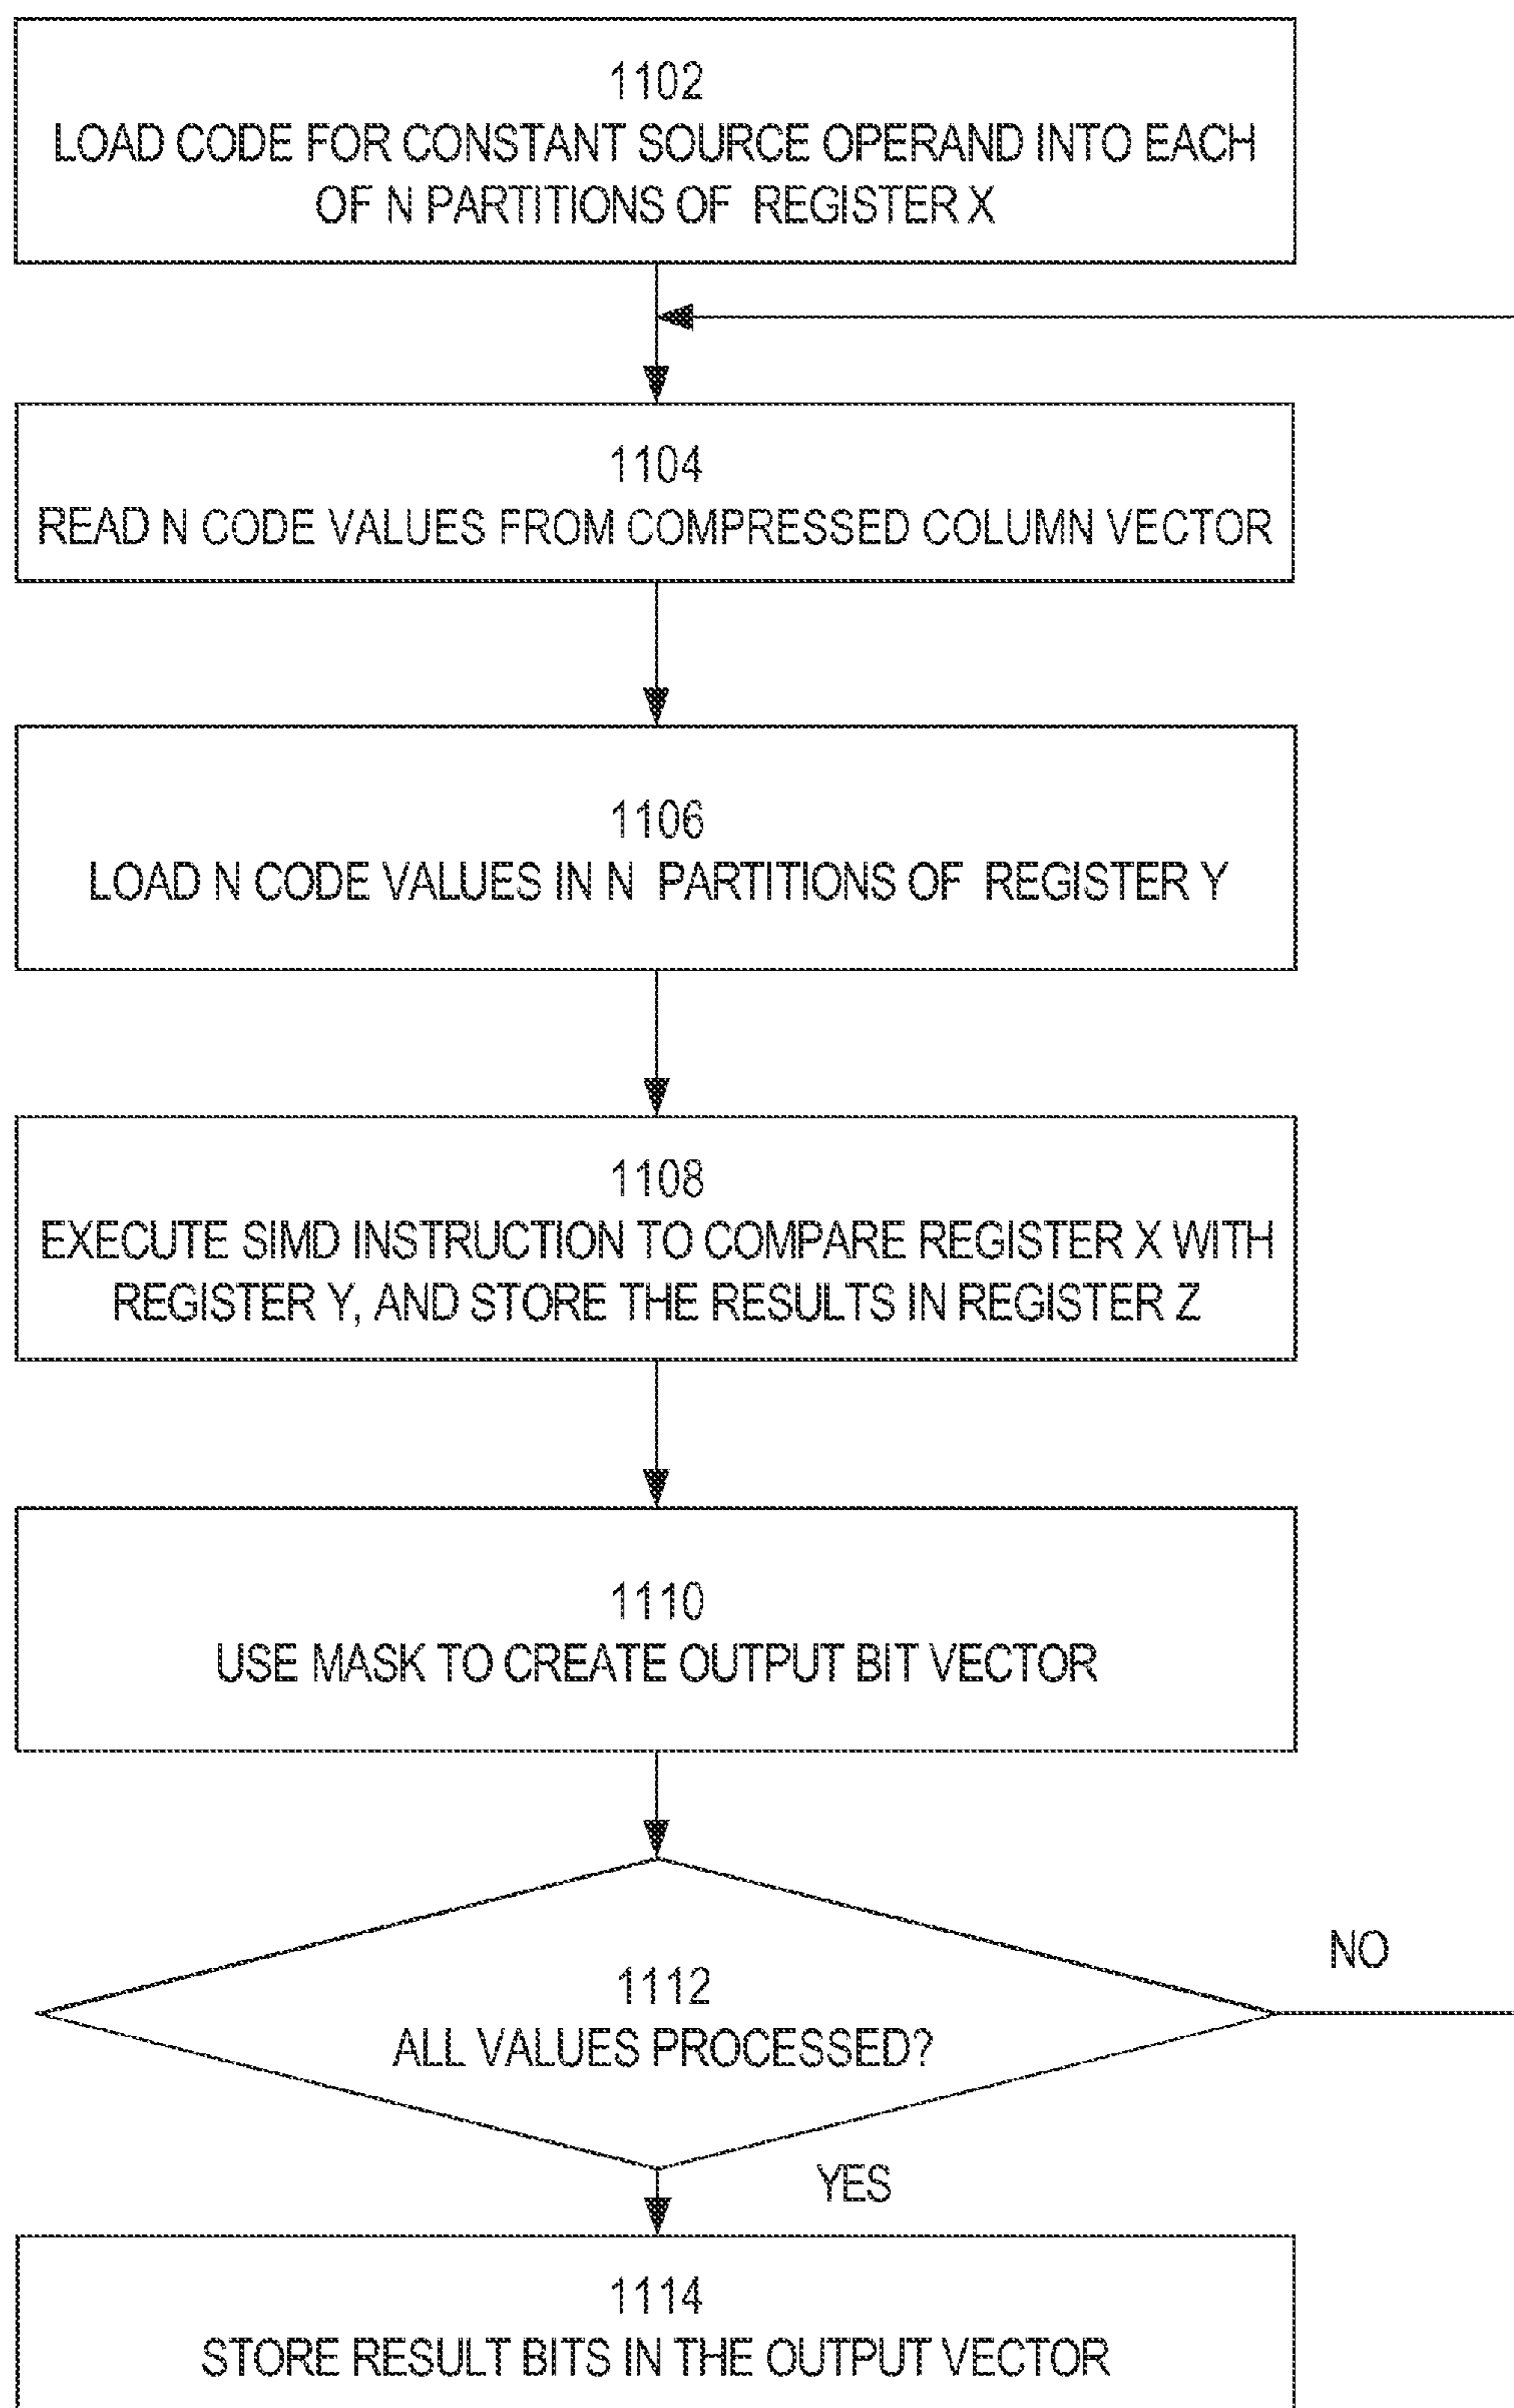 1102
LOAD CODE FOR CONSTANT SOURCE OPERAND INTO EACH
OF N PARTITIONS OF REGISTER X
1104
READ N CODE VALUES FROM COMPRESSED COLUMN VECTOR
1106
LOAD N CODE VALUES IN N PARTITIONS OF REGISTER Y
1108
EXECUTE SIMD INSTRUCTION TO COMPARE REGISTER X WITH
REGISTER Y, AND STORE THE RESULTS IN REGISTER Z
1110
USE MASK TO CREATE OUTPUT BIT VECTOR
NO
1112
ALL VALUES PROCESSED?
YES
1114
STORE RESULT BITS IN THE OUTPUT VECTOR